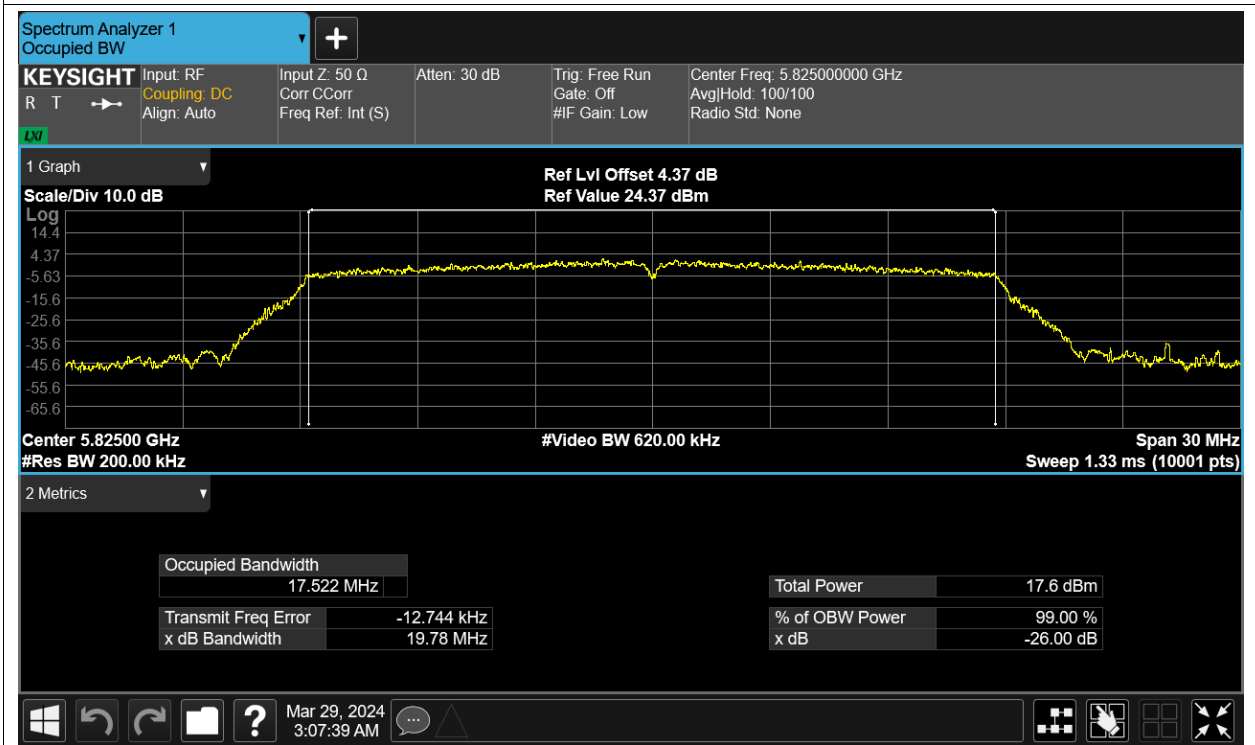 Spectrum Analyzer 1
Occupied BW
KEYSIGHT
R T
LXI
Input: RF
Coupling: DC
Align: Auto
Input Z: 50 Ω
Corr CCorr
Freq Ref: Int (S)
Atten: 30 dB
Trig: Free Run
Gate: Off
#IF Gain: Low
Center Freq: 5.825000000 GHz
Avg|Hold: 100/100
Radio Std: None
1 Graph
Scale/Div 10.0 dB
Ref Lvl Offset 4.37 dB
Ref Value 24.37 dBm
Log
14.4
4.37
-5.63
-15.6
-25.6
-35.6
-45.6
-55.6
-65.6
Center 5.82500 GHz
#Video BW 620.00 kHz
Span 30 MHz
#Res BW 200.00 kHz
Sweep 1.33 ms (10001 pts)
2 Metrics
Occupied Bandwidth
17.522 MHz
Total Power 17.6 dBm
Transmit Freq Error -12.744 kHz
% of OBW Power 99.00 %
x dB Bandwidth 19.78 MHz
x dB -26.00 dB
?
Mar 29, 2024
3:07:39 AM